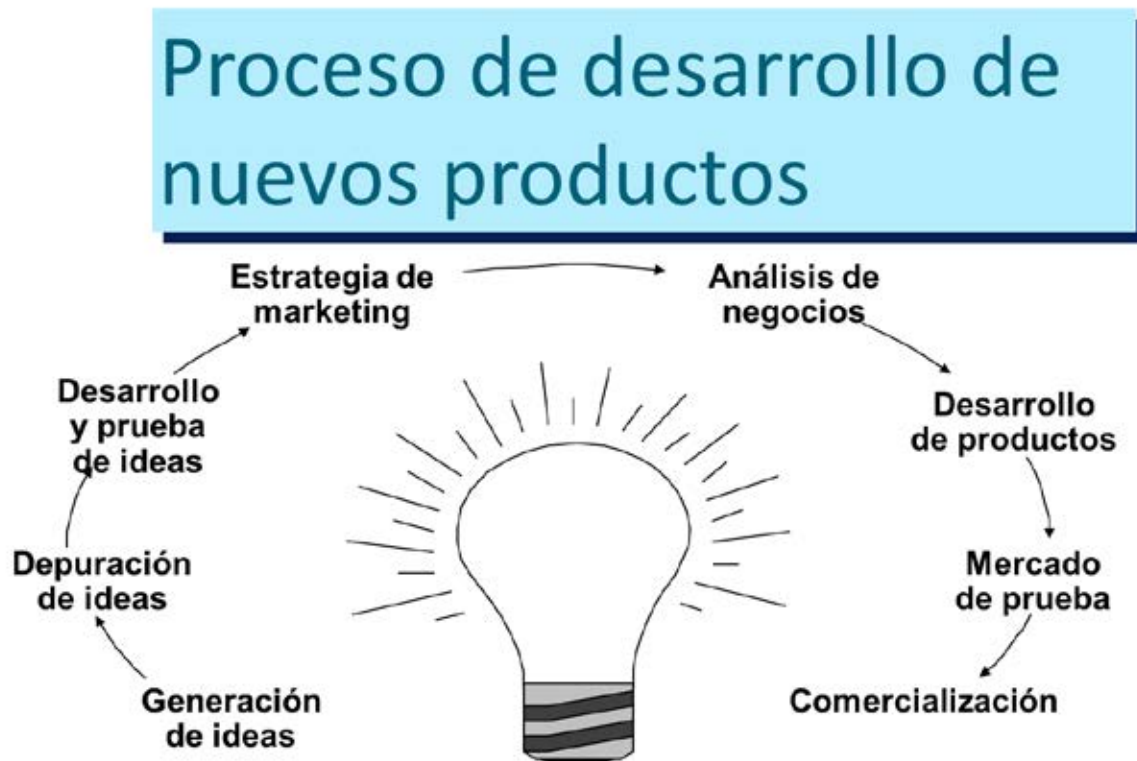 Proceso de desarrollo de
nuevos productos
Estrategia de
marketing
Análisis de
negocios
Desarrollo
y prueba
de ideas
Desarrollo
de productos
Depuración
de ideas
Mercado
de prueba
Generación
de ideas
Comercialización